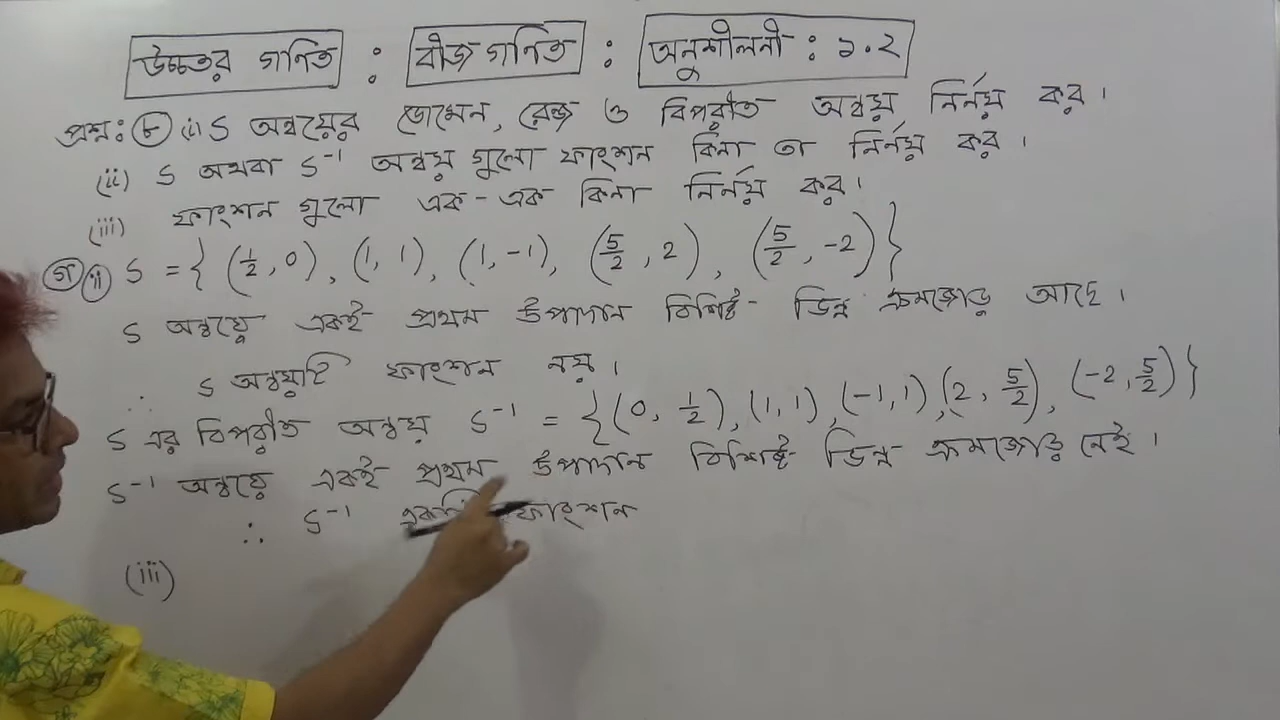 উচ্চতর গণিত : বীজগণিত : অনুশীলনী : ১.২
প্রশ্ন: ৮ (i) S অন্বয়ের ডোমেন, রেন্জ ও বিপরীত অন্বয় নির্নয় কর।
(ii) S অথবা S⁻¹ অন্বয় গুলো ফাংশন কিনা তা নির্নয় কর।
(iii) ফাংশন গুলো এক-এক কিনা নির্নয় কর।
গ ii S = { (1/2, 0), (1, 1), (1, -1), (5/2, 2), (5/2, -2) }
S অন্বয়ে একই প্রথম উপাদান বিশিষ্ট ভিন্ন ক্রমজোড় আছে।
∴ S অন্বয়টি ফাংশন নয়।
S এর বিপরীত অন্বয় S⁻¹ = { (0, 1/2), (1, 1), (-1, 1), (2, 5/2), (-2, 5/2) }
S⁻¹ অন্বয়ে একই প্রথম উপাদান বিশিষ্ট ভিন্ন ক্রমজোড় নেই।
∴ S⁻¹ ফাংশন
(iii)